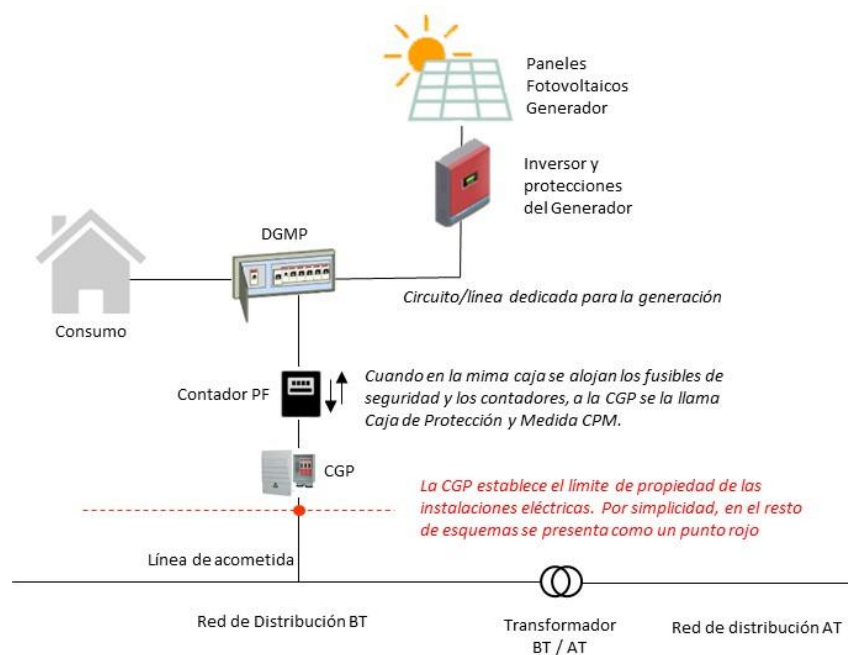 Paneles
Fotovoltaicos
Generador
Inversor y
protecciones
del Generador
DGMP
Circuito/línea dedicada para la generación
Consumo
Contador PF
Cuando en la mima caja se alojan los fusibles de
seguridad y los contadores, a la CGP se la llama
Caja de Protección y Medida CPM.
CGP
La CGP establece el límite de propiedad de las
instalaciones eléctricas. Por simplicidad, en el resto
de esquemas se presenta como un punto rojo
Línea de acometida
Red de Distribución BT
Transformador
BT / AT
Red de distribución AT